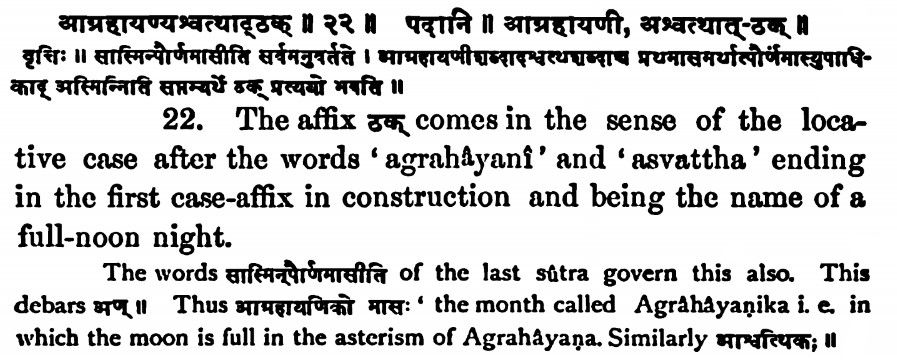 आग्रहायण्यश्वत्थाट्ठक् ॥ २२ ॥ पदानि ॥ आग्रहायणी, अश्वत्थात्-ठक् ॥
वृत्तिः ॥ सास्मिन्पौर्णमासीति सर्वमनुवर्तते । आग्रहायणीशब्दादश्वत्थशब्दाच्च प्रथमासमर्थात्पौर्णमास्युपाधि-
काद् अस्मिन्निति सप्तम्यर्थे ठक् प्रत्ययो भवति ॥
22. The affix ठक् comes in the sense of the loca-
tive case after the words ‘agrahâyanî’ and ‘asvattha’ ending
in the first case-affix in construction and being the name of a
full-noon night.
The words सास्मिन्पौर्णमासीति of the last sûtra govern this also. This
debars अण् ॥ Thus आग्रहायणिको मासः ‘the month called Agrâhâyaṇika i. e. in
which the moon is full in the asterism of Agrahâyaṇa. Similarly आश्वत्थिकः; ॥